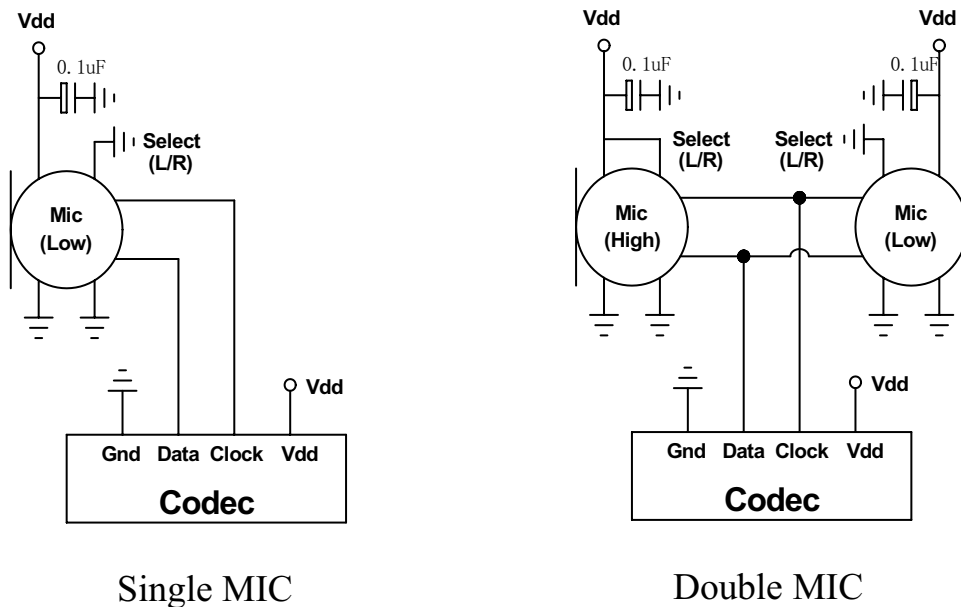 Vdd
0.1uF
Select
(L/R)
Mic
(Low)
Vdd
Gnd Data Clock Vdd
Codec
Single MIC
Vdd Vdd
0.1uF 0.1uF
Select Select
(L/R) (L/R)
Mic Mic
(High) (Low)
Vdd
Gnd Data Clock Vdd
Codec
Double MIC